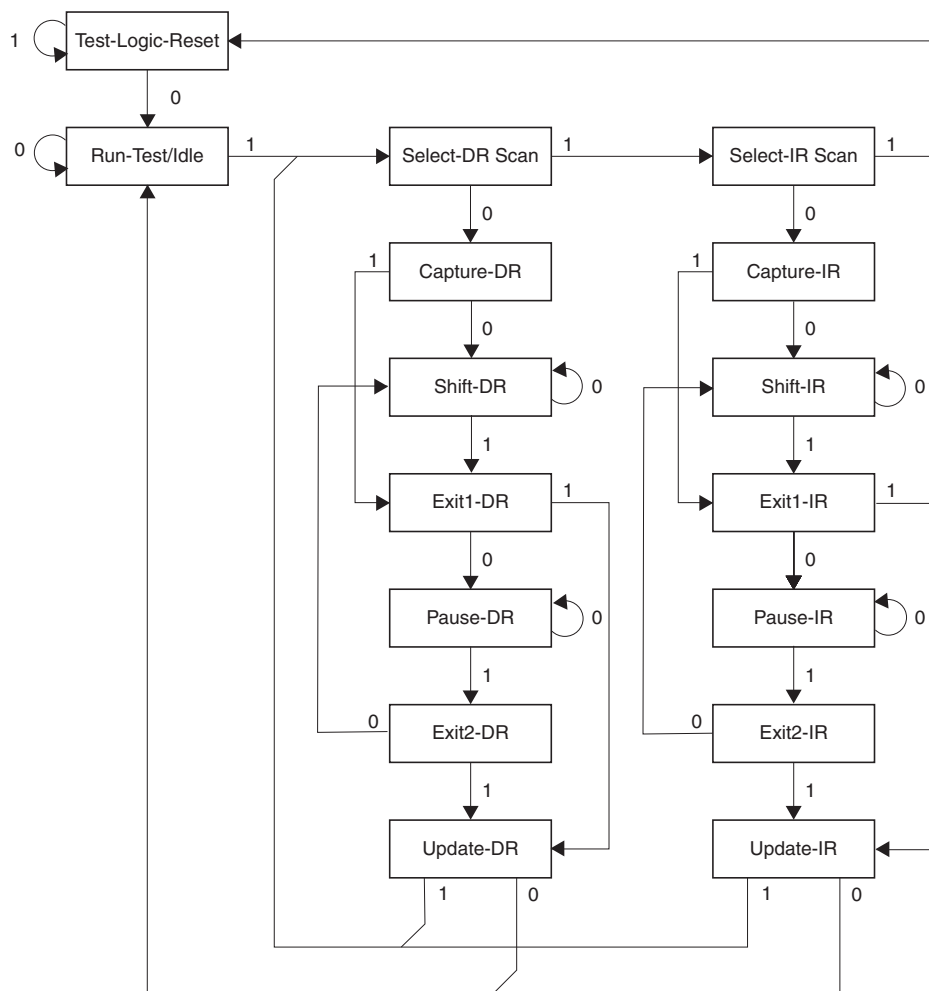 1 Test-Logic-Reset
0
0 Run-Test/Idle 1 Select-DR Scan 1 Select-IR Scan 1
0 0
1 Capture-DR 1 Capture-IR
0 0
Shift-DR 0 Shift-IR 0
1 1
Exit1-DR 1 Exit1-IR 1
0 0
Pause-DR 0 Pause-IR 0
1 1
0 Exit2-DR 0 Exit2-IR
1 1
Update-DR Update-IR
1 0 1 0